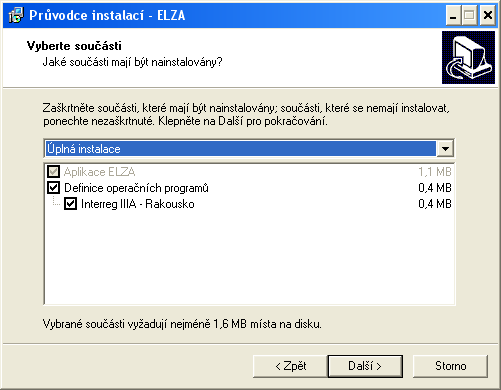 Průvodce instalací - ELZA
Vyberte součásti
Jaké součásti mají být nainstalovány?
Zaškrtněte součásti, které mají být nainstalovány; součásti, které se nemají instalovat,
ponechte nezaškrtnuté. Klepněte na Další pro pokračování.
Úplná instalace
Aplikace ELZA 1,1 MB
Definice operačních programů 0,4 MB
Interreg IIIA - Rakousko 0,4 MB
Vybrané součásti vyžadují nejméně 1,6 MB místa na disku.
< Zpět Další > Storno